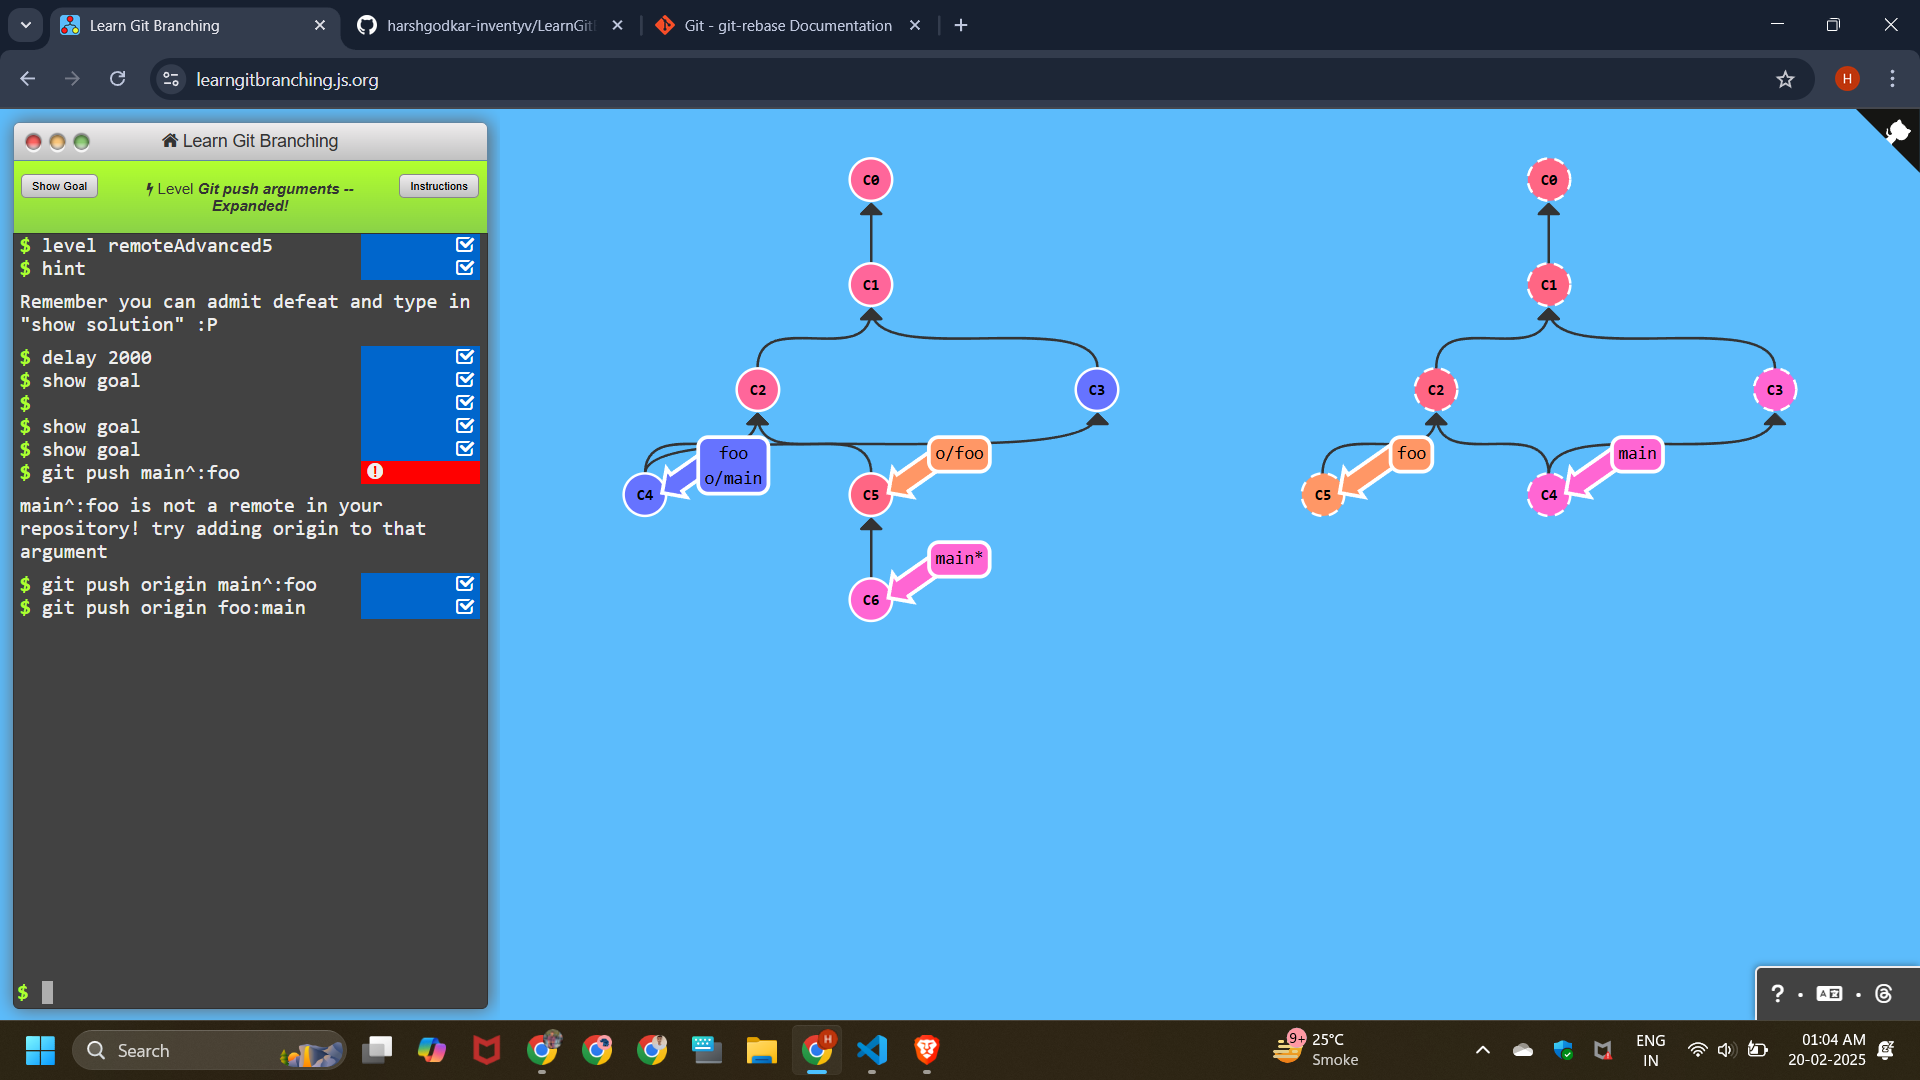 Learn Git Branching
harshgodkar-inventyv/LearnGit
Git - git-rebase Documentation
learngitbranching.js.org
H
Learn Git Branching
Show Goal
Level Git push arguments --
Expanded!
Instructions
$ level remoteAdvanced5
$ hint
Remember you can admit defeat and type in
"show solution" :P
$ delay 2000
$ show goal
$
$ show goal
$ show goal
$ git push main^:foo
main^:foo is not a remote in your
repository! try adding origin to that
argument
$ git push origin main^:foo
$ git push origin foo:main
$
C0
C1
C2
C3
foo
o/main
o/foo
C4
C5
main*
C6
C0
C1
C2
C3
foo
main
C5
C4
?
Search
H
9+
25°C
Smoke
ENG
IN
01:04 AM
20-02-2025